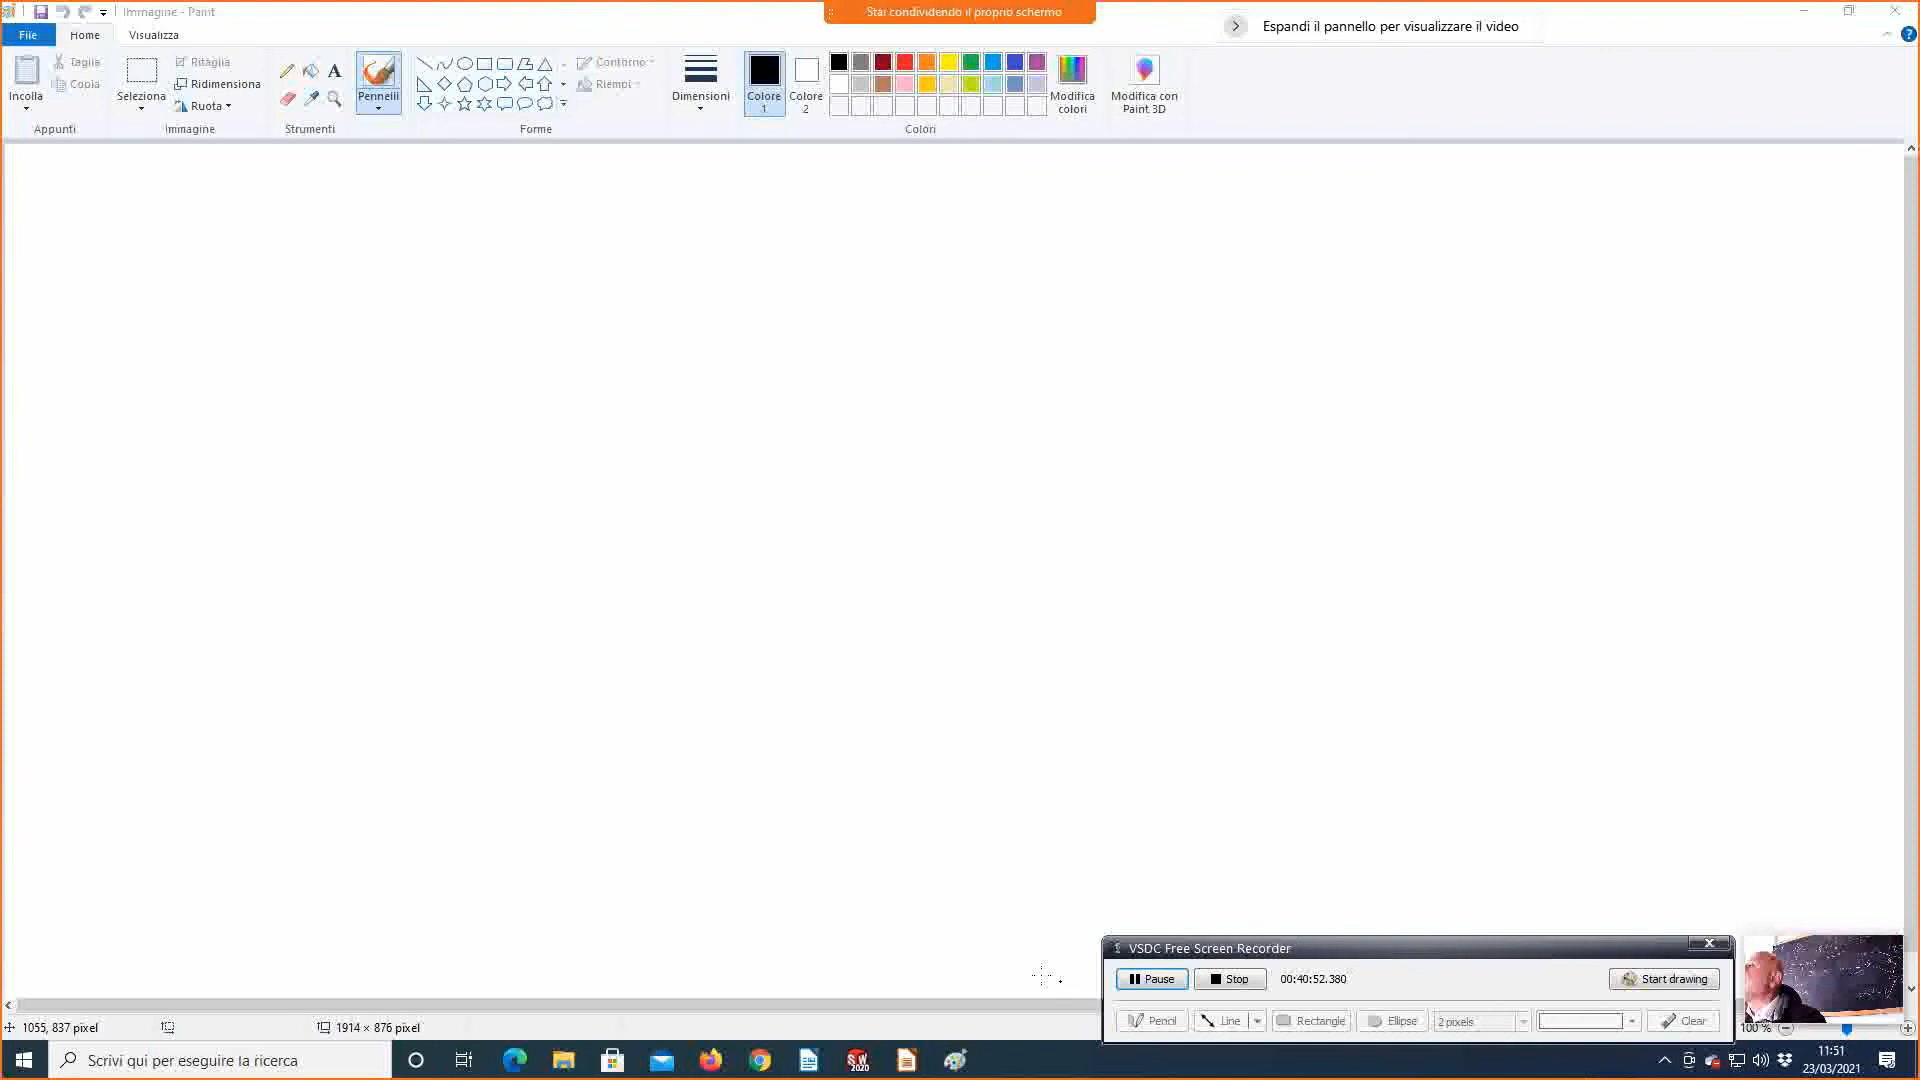 Immagine - Paint
Stai condividendo il proprio schermo
Espandi il pannello per visualizzare il video
File Home Visualizza
Incolla
Taglia
Copia
Appunti
Seleziona
Ritaglia
Ridimensiona
Ruota
Immagine
A
Strumenti
Pennelli
Contorno
Riempi
Forme
Dimensioni
Colore
1
Colore
2
Modifica
colori
Colori
Modifica con
Paint 3D
VSDC Free Screen Recorder
Pause Stop 00:40:52.380 Start drawing
Pencil Line Rectangle Ellipse 2 pixels Clear
1055, 837 pixel 1914 × 876 pixel 100 %
Scrivi qui per eseguire la ricerca
SW
2020
11:51
23/03/2021